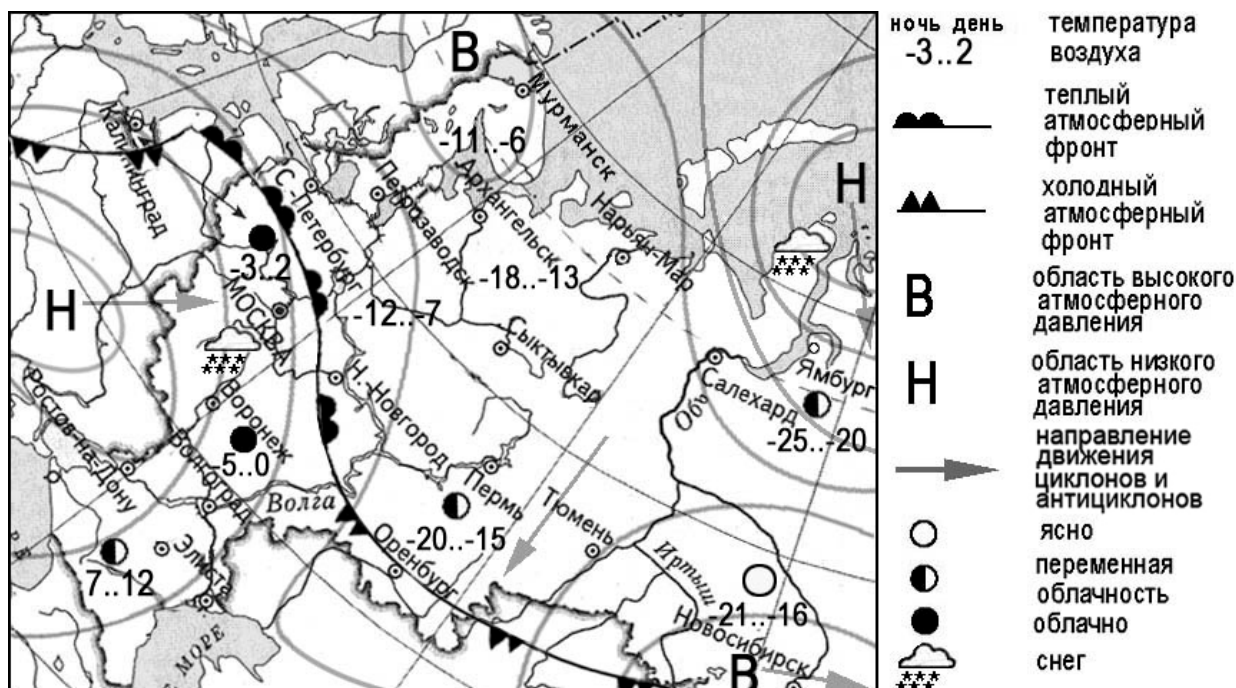 В
Мурманск
Калининград
-11..-6
Архангельск
Нарьян-Мар
Н
С.-Петербург
Петрозаводск
-3..2
-18..-13
Н
МОСКВА
-12..-7
Сыктывкар
Салехард
Ямбург
Обь
-25..-20
Воронеж
Ростов-на-Дону
Н.-Новгород
-5..0
Волгоград
Волга
Пермь
Тюмень
-20..-15
Оренбург
Иртыш
7..12
Элиста
-21..-16
Новосибирск
МОРЕ
В
ночь день
-3..2
температура
воздуха
теплый
атмосферный
фронт
холодный
атмосферный
фронт
В
область высокого
атмосферного
давления
Н
область низкого
атмосферного
давления
направление
движения
циклонов и
антициклонов
ясно
переменная
облачность
облачно
снег